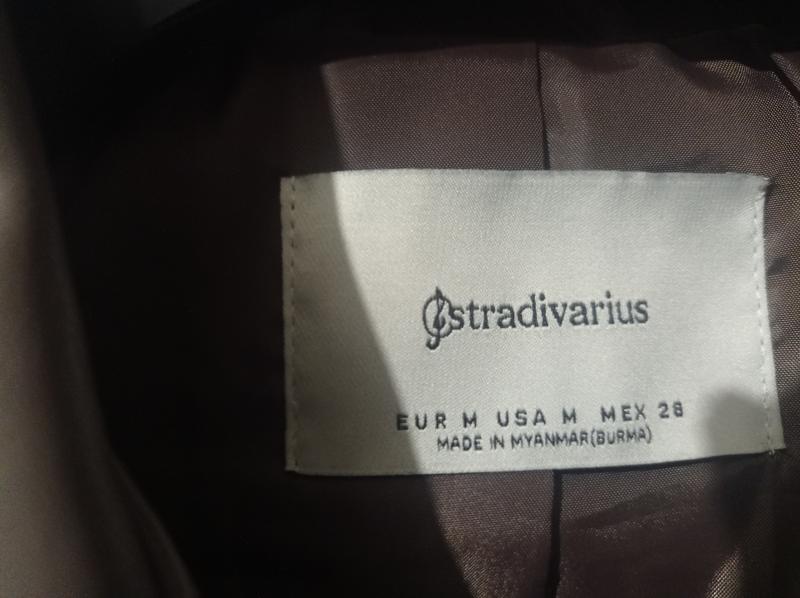 stradivarius
EUR M USA M MEX 28
MADE IN MYANMAR(BURMA)